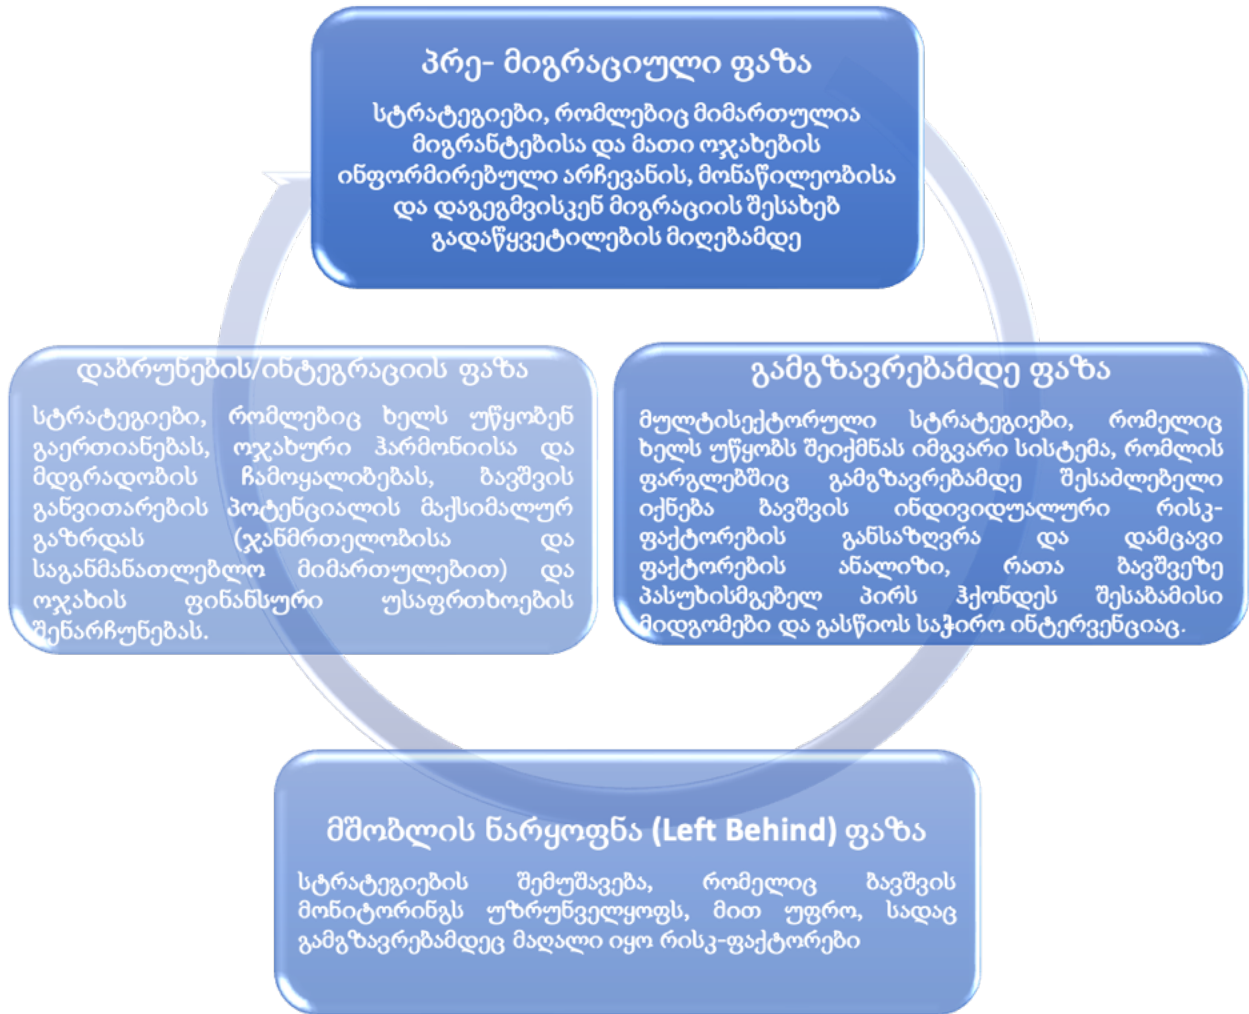 პრე- მიგრაციული ფაზა
სტრატეგიები, რომლებიც მიმართულია
მიგრანტებისა და მათი ოჯახების
ინფორმირებული არჩევანის, მონაწილეობისა
და დაგეგმვისკენ მიგრაციის შესახებ
გადაწყვეტილების მიღებამდე
გამგზავრებამდე ფაზა
მულტისექტორული სტრატეგიები, რომელიც
ხელს უწყობს შეიქმნას იმგვარი სისტემა, რომლის
ფარგლებშიც გამგზავრებამდე შესაძლებელი
იქნება ბავშვის ინდივიდუალური რისკ-
ფაქტორების განსაზღვრა და დამცავი
ფაქტორების ანალიზი, რათა ბავშვზე
პასუხისმგებელ პირს ჰქონდეს შესაბამისი
მიდგომები და გასწიოს საჭირო ინტერვენციაც.
მშობლის ნარყოფნა (Left Behind) ფაზა
სტრატეგიების შემუშავება, რომელიც ბავშვის
მონიტორინგს უზრუნველყოფს, მით უფრო, სადაც
გამგზავრებამდეც მაღალი იყო რისკ-ფაქტორები
დაბრუნების/ინტეგრაციის ფაზა
სტრატეგიები, რომლებიც ხელს უწყობენ
გაერთიანებას, ოჯახური ჰარმონიისა და
მდგრადობის ჩამოყალიბებას, ბავშვის
განვითარების პოტენციალის მაქსიმალურ
გაზრდას (ჯანმრთელობისა და
საგანმანათლებლო მიმართულებით) და
ოჯახის ფინანსური უსაფრთხოების
შენარჩუნებას.